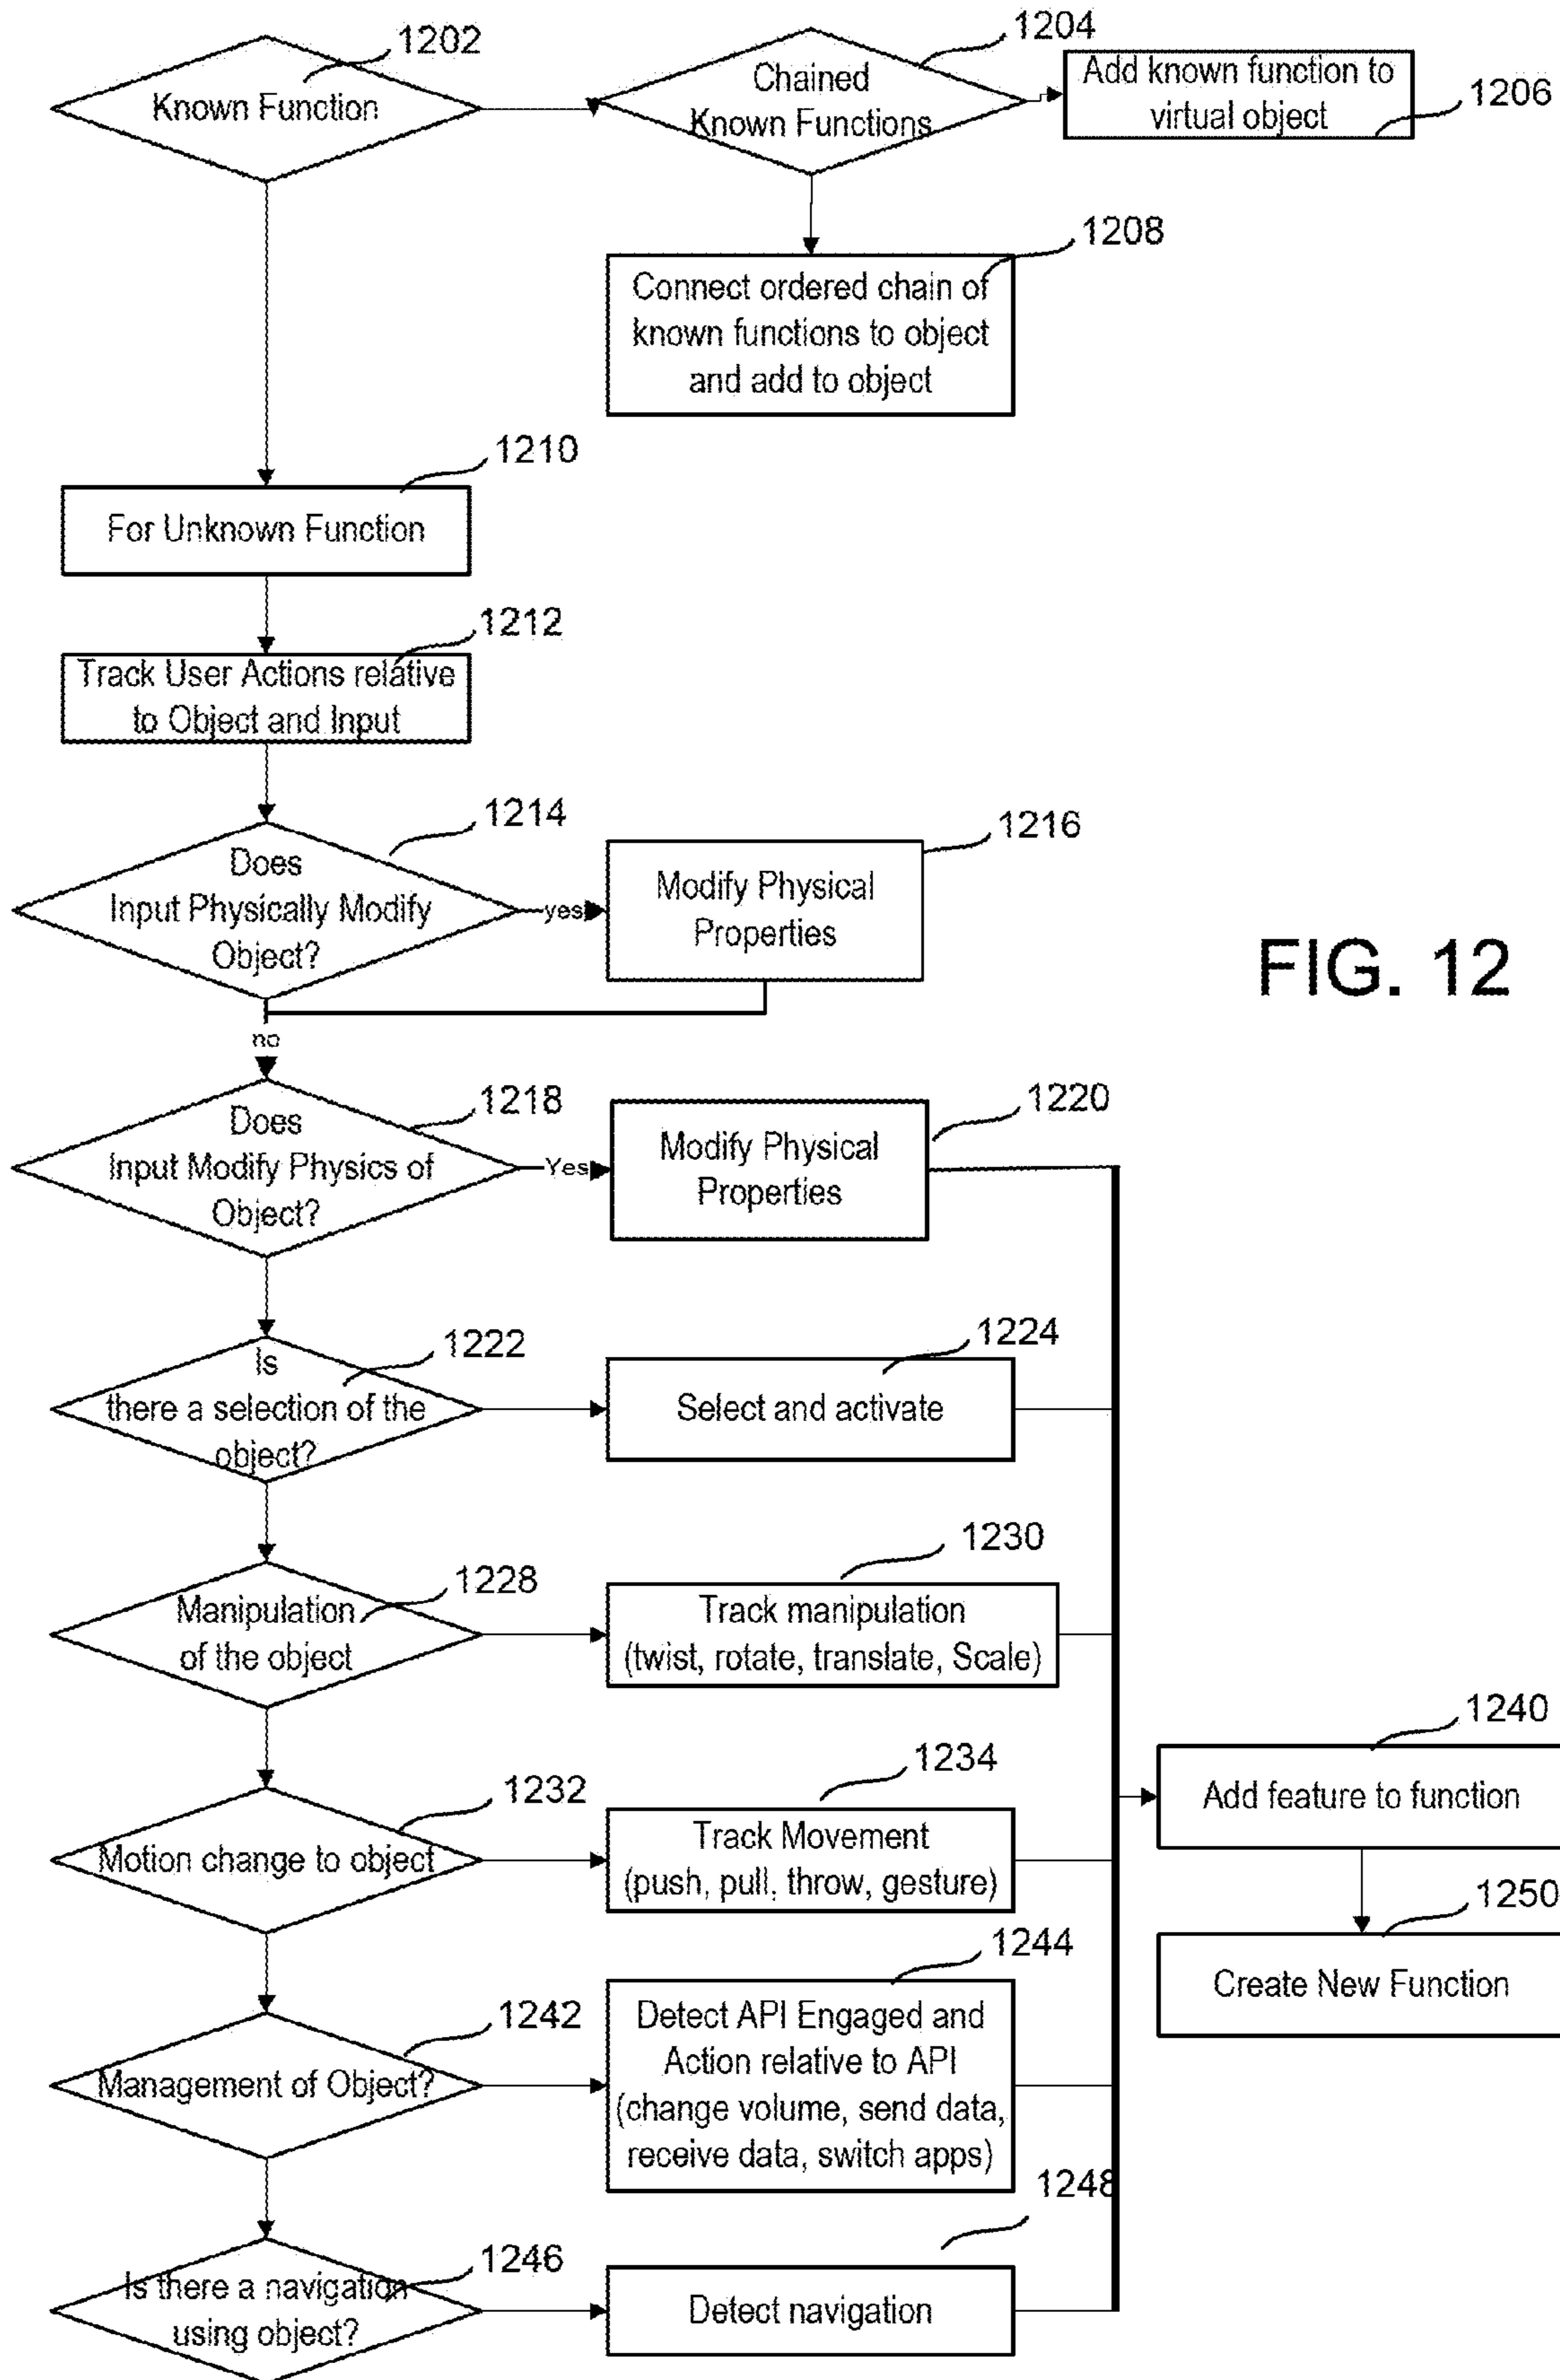 1202
Known Function
1204
Chained
Known Functions
Add known function to
virtual object
1206
1208
Connect ordered chain of
known functions to object
and add to object
1210
For Unknown Function
1212
Track User Actions relative
to Object and Input
1214
Does
Input Physically Modify
Object?
yes
1216
Modify Physical
Properties
FIG. 12
no
1218
Does
Input Modify Physics of
Object?
Yes
1220
Modify Physical
Properties
1222
Is
there a selection of the
object?
1224
Select and activate
1228
Manipulation
of the object
1230
Track manipulation
(twist, rotate, translate, Scale)
1232
Motion change to object
1234
Track Movement
(push, pull, throw, gesture)
1240
Add feature to function
1250
Create New Function
1242
Management of Object?
1244
Detect API Engaged and
Action relative to API
(change volume, send data,
receive data, switch apps)
1246
Is there a navigation
using object?
1248
Detect navigation